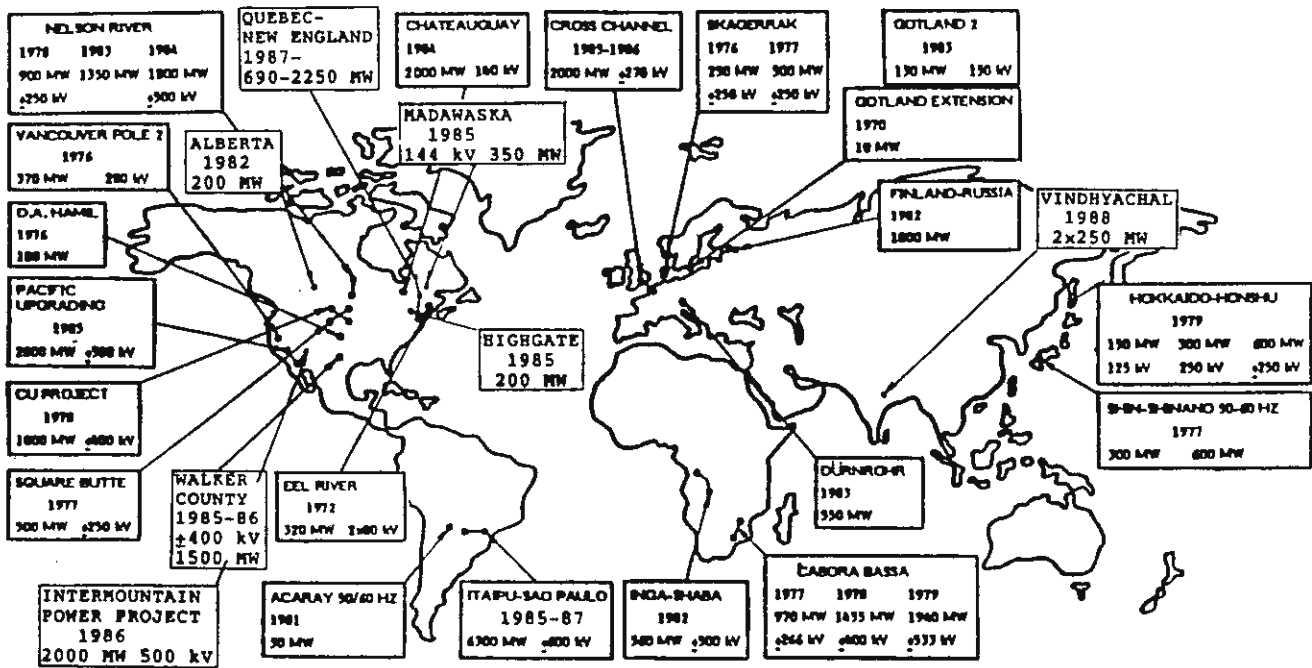 NELSON RIVER
1978 1983 1984
900 MW 1350 MW 1800 MW
±250 kV ±500 kV
QUEBEC-
NEW ENGLAND
1987-
690-2250 MW
CHATEAUGUAY
1984
2000 MW 140 kV
CROSS CHANNEL
1985-1986
2000 MW ±270 kV
SKAGERRAK
1976 1977
250 MW 500 MW
±250 kV ±250 kV
GOTLAND 2
1983
150 kV
GOTLAND EXTENSION
1970
10 MW
VANCOUVER POLE 2
1976
370 MW 280 kV
ALBERTA
1982
200 MW
MADAWASKA
1985
144 kV 350 MW
FINLAND-RUSSIA
1982
VINDHYACHAL
1988
2x250 MW
D.A. HAMIL
1976
100 MW
PACIFIC
UPGRADING
1985
2000 MW ±500 kV
HIGHGATE
1985
200 MW
HOKKAIDO-HONSHU
1979
150 MW 300 MW 600 MW
125 kV 250 kV ±250 kV
CU PROJECT
1978
1000 MW ±400 kV
SHIN-SHINANO 50-60 HZ
1977
300 MW 600 MW
SQUARE BUTTE
1977
500 MW ±250 kV
WALKER
COUNTY
1985-86
±400 kV
1500 MW
EEL RIVER
1972
320 MW 2x80 kV
DÜRNROHR
1983
550 MW
INTERMOUNTAIN
POWER PROJECT
1986
2000 MW 500 kV
ACARAY 50/60 HZ
1981
50 MW
ITAIPU-SAO PAULO
1985-87
6300 MW ±600 kV
INGA-SHABA
1982
560 MW ±500 kV
CABORA BASSA
1977 1978 1979
970 MW 1455 MW 1940 MW
±266 kV ±400 kV ±533 kV